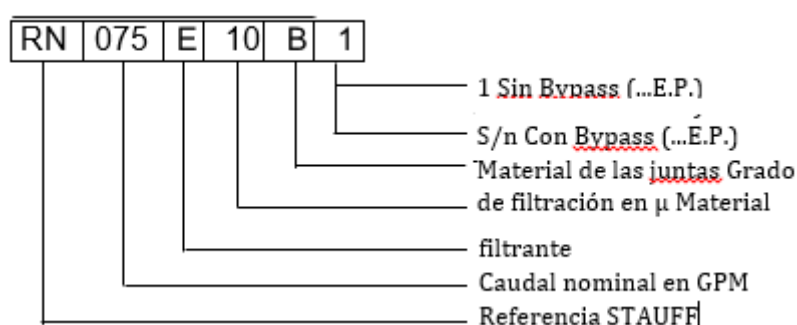 RN 075 E 10 B 1
1 Sin Bypass (...E.P.)
S/n Con Bypass (...E.P.)
Material de las juntas Grado
de filtración en µ Material
filtrante
Caudal nominal en GPM
Referencia STAUFF